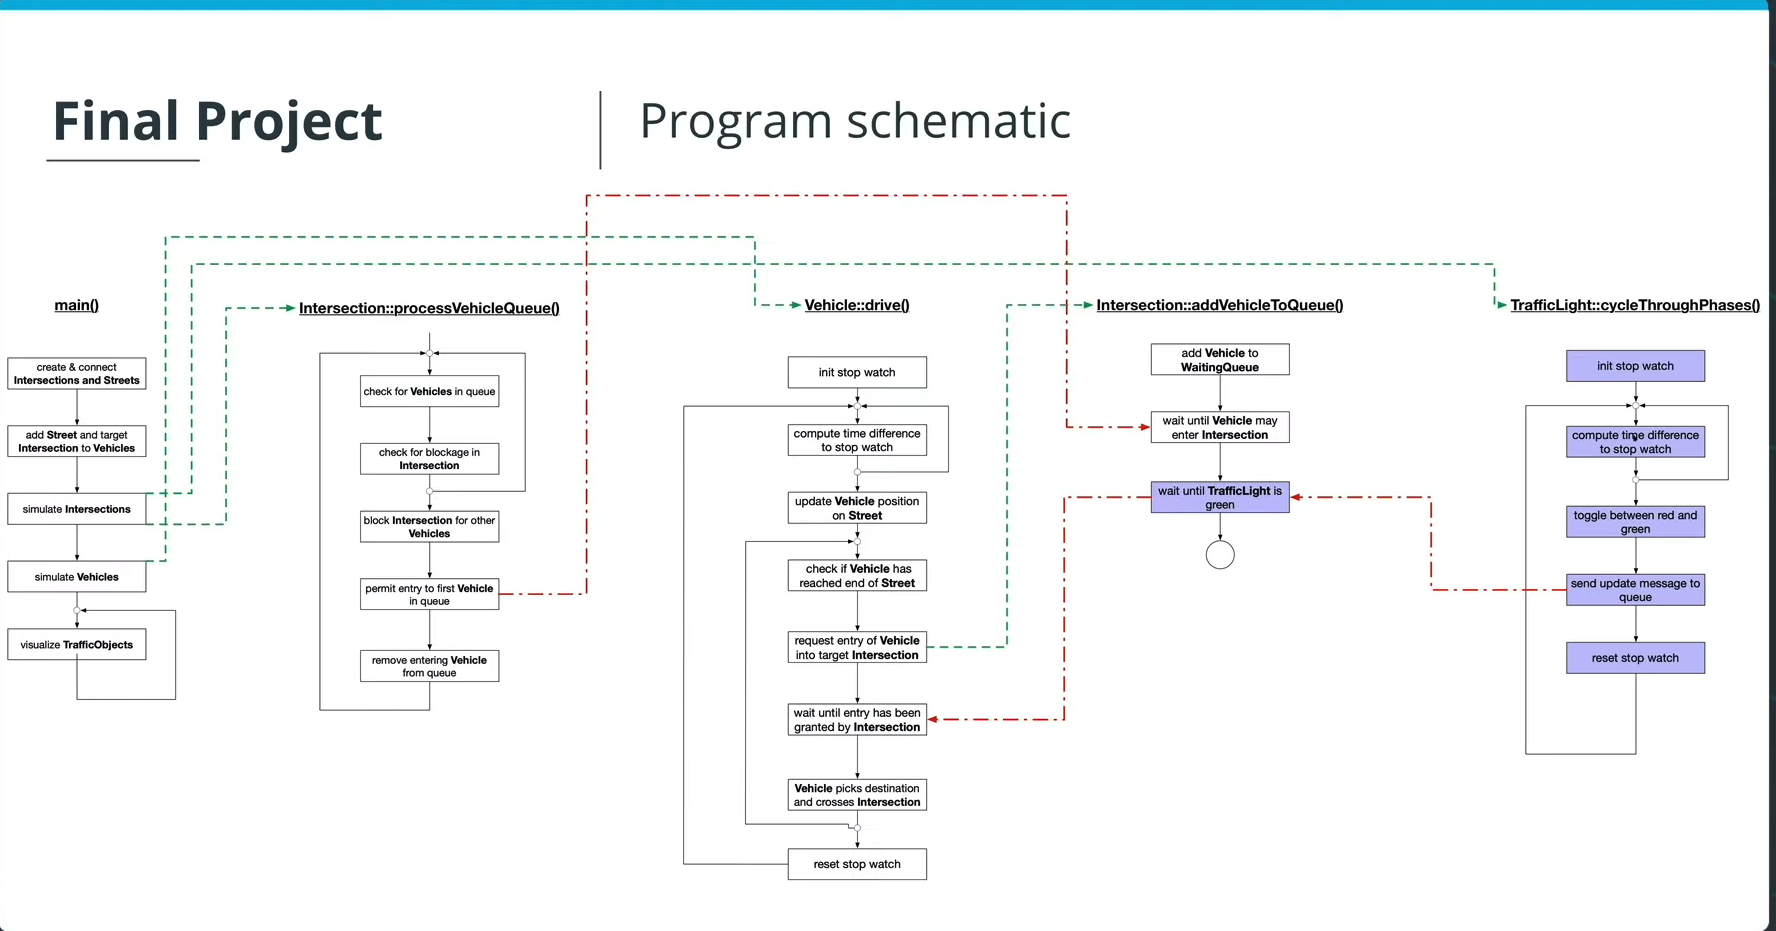 Final Project
Program schematic
main()
create & connect
Intersections and Streets
add Street and target
Intersection to Vehicles
simulate Intersections
simulate Vehicles
visualize TrafficObjects
Intersection::processVehicleQueue()
check for Vehicles in queue
check for blockage in
Intersection
block Intersection for other
Vehicles
permit entry to first Vehicle
in queue
remove entering Vehicle
from queue
Vehicle::drive()
init stop watch
compute time difference
to stop watch
update Vehicle position
on Street
check if Vehicle has
reached end of Street
request entry of Vehicle
into target Intersection
wait until entry has been
granted by Intersection
Vehicle picks destination
and crosses Intersection
reset stop watch
Intersection::addVehicleToQueue()
add Vehicle to
WaitingQueue
wait until Vehicle may
enter Intersection
wait until TrafficLight is
green
TrafficLight::cycleThroughPhases()
init stop watch
compute time difference
to stop watch
toggle between red and
green
send update message to
queue
reset stop watch